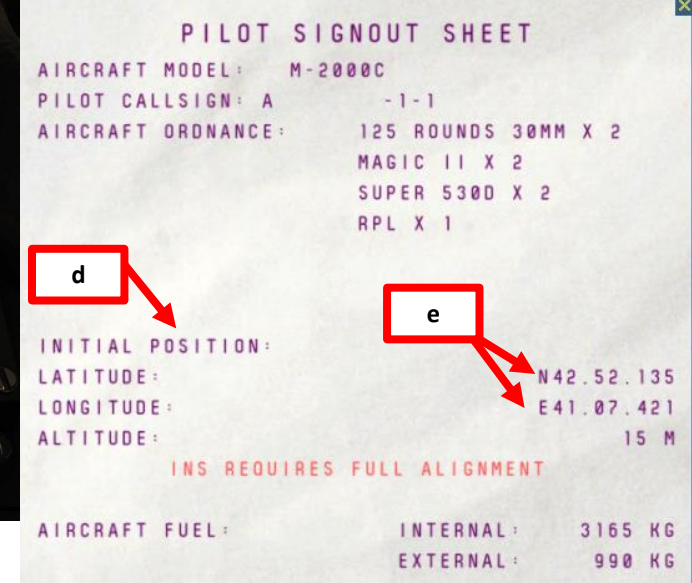 PILOT SIGNOUT SHEET
AIRCRAFT MODEL: M-2000C
PILOT CALLSIGN: A -1-1
AIRCRAFT ORDNANCE: 125 ROUNDS 30MM X 2
MAGIC II X 2
SUPER 530D X 2
RPL X 1
d
e
INITIAL POSITION:
LATITUDE: N42.52.135
LONGITUDE: E41.07.421
ALTITUDE: 15 M
INS REQUIRES FULL ALIGNMENT
AIRCRAFT FUEL: INTERNAL: 3165 KG
EXTERNAL: 990 KG